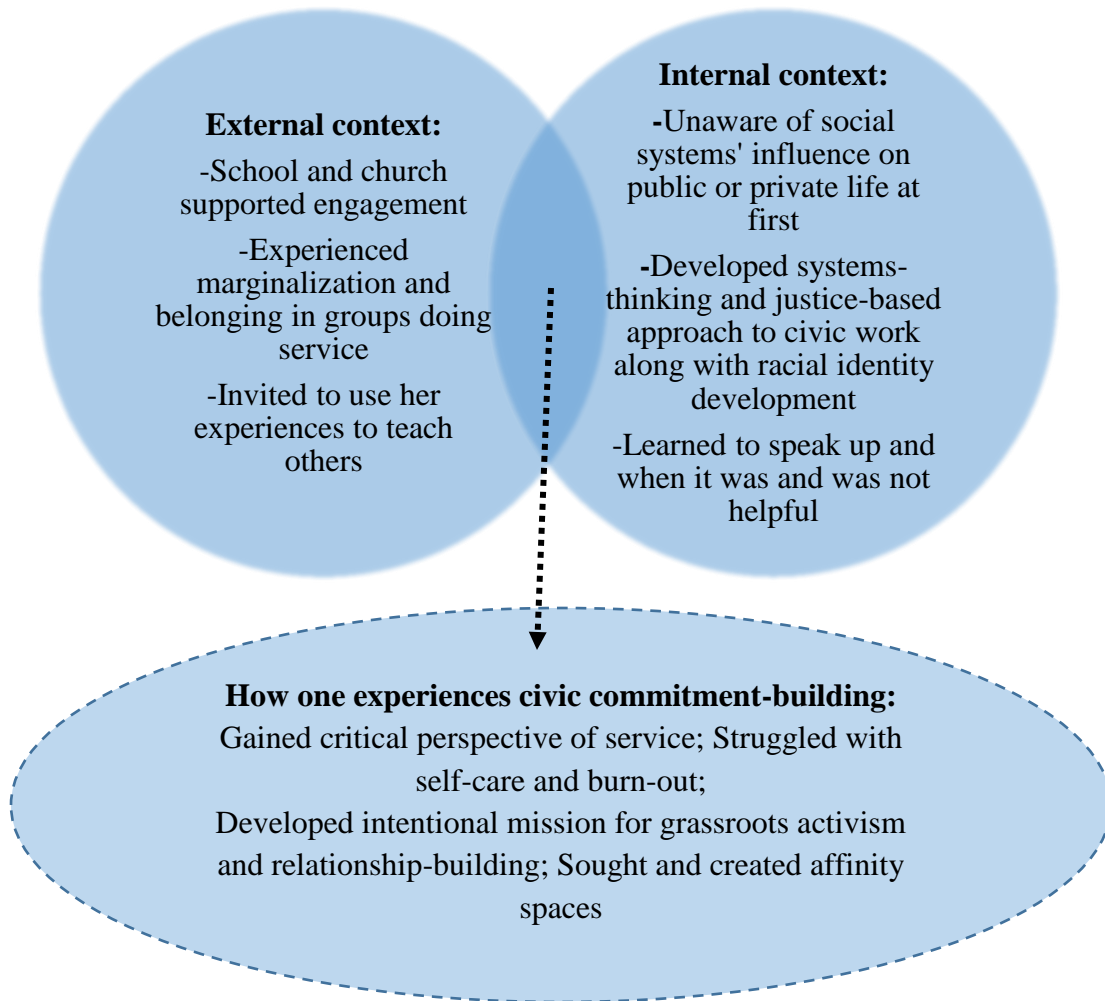 External context:
-School and church
supported engagement
-Experienced
marginalization and
belonging in groups doing
service
-Invited to use her
experiences to teach
others
Internal context:
-Unaware of social
systems' influence on
public or private life at
first
-Developed systems-
thinking and justice-based
approach to civic work
along with racial identity
development
-Learned to speak up and
when it was and was not
helpful
How one experiences civic commitment-building:
Gained critical perspective of service; Struggled with
self-care and burn-out;
Developed intentional mission for grassroots activism
and relationship-building; Sought and created affinity
spaces